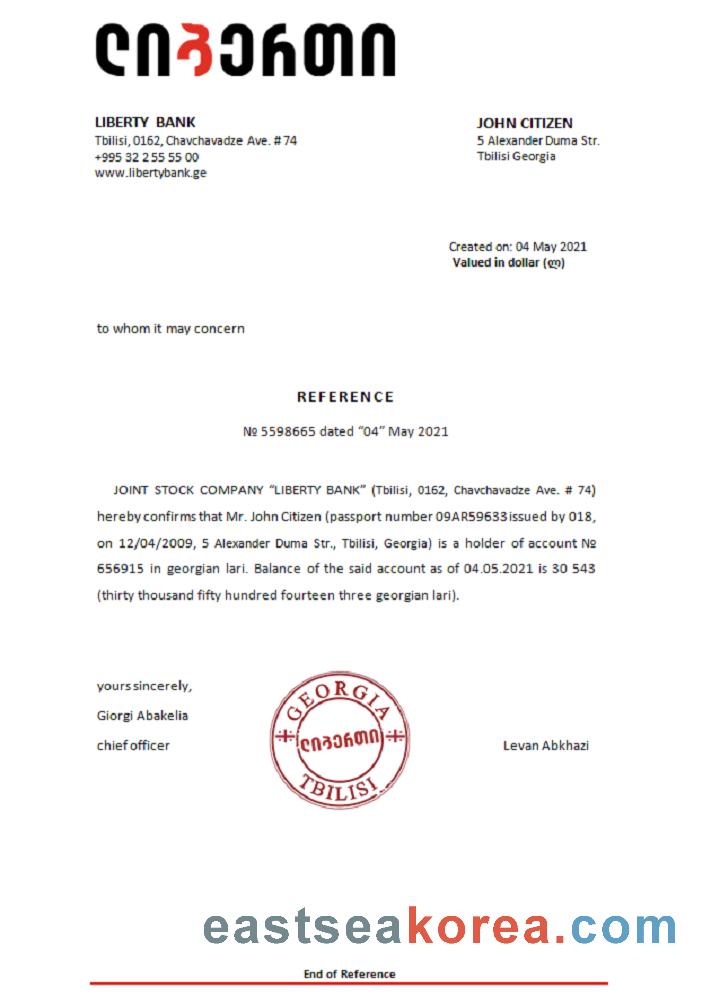 ლიბერთი
LIBERTY BANK
Tbilisi, 0162, Chavchavadze Ave. # 74
+995 32 2 55 55 00
www.libertybank.ge
JOHN CITIZEN
5 Alexander Duma Str.
Tbilisi Georgia
Created on: 04 May 2021
Valued in dollar (ლ)
to whom it may concern
REFERENCE
№ 5598665 dated “04” May 2021
JOINT STOCK COMPANY “LIBERTY BANK” (Tbilisi, 0162, Chavchavadze Ave. # 74)
hereby confirms that Mr. John Citizen (passport number 09AR59633 issued by 018,
on 12/04/2009, 5 Alexander Duma Str., Tbilisi, Georgia) is a holder of account №
656915 in georgian lari. Balance of the said account as of 04.05.2021 is 30 543
(thirty thousand fifty hundred fourteen three georgian lari).
yours sincerely,
Giorgi Abakelia
chief officer
GEORGIA
ლიბერთი
TBILISI
Levan Abkhazi
eastseakorea.com
End of Reference